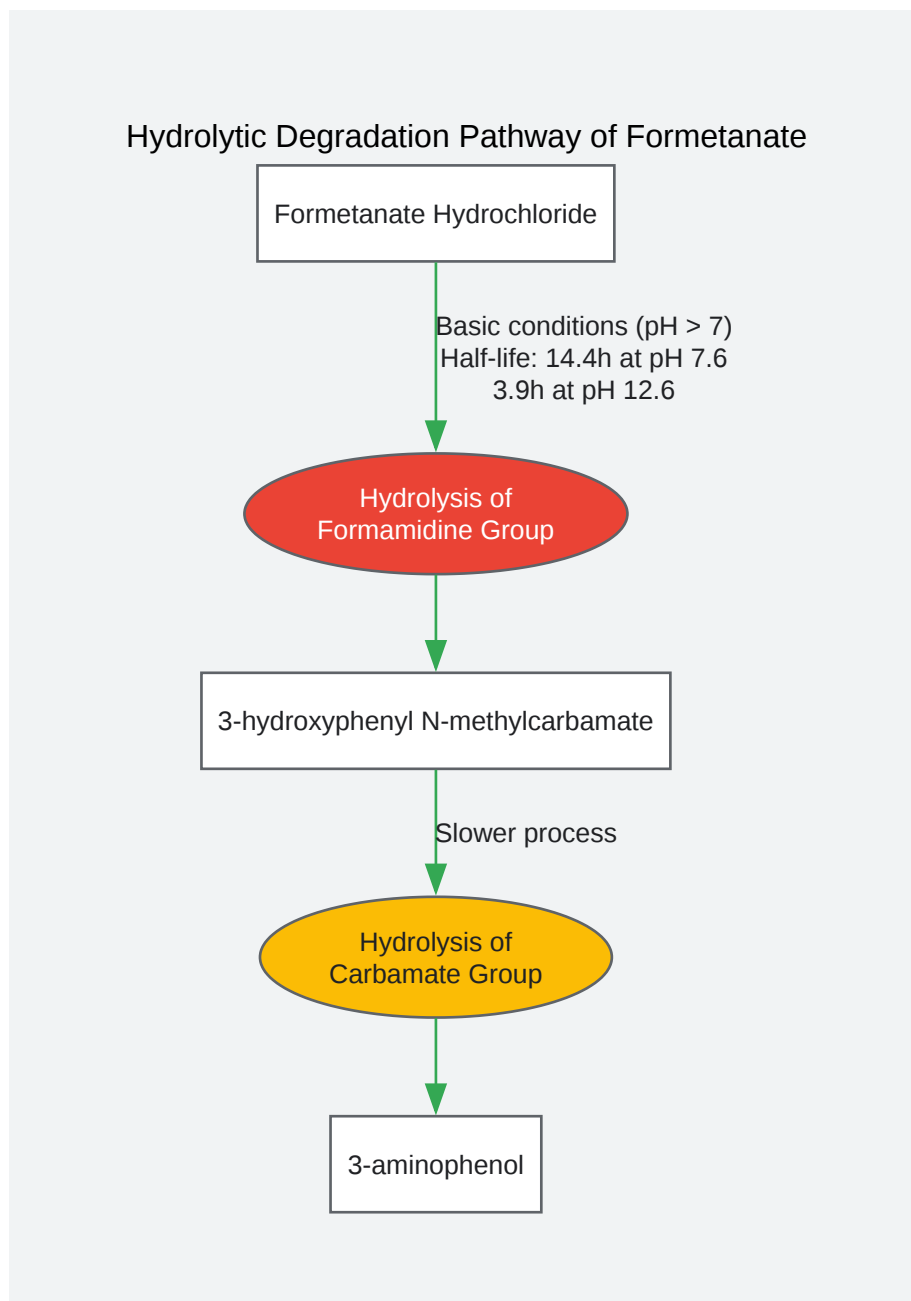 Hydrolytic Degradation Pathway of Formetanate
Formetanate Hydrochloride
Basic conditions (pH > 7)
Half-life: 14.4h at pH 7.6
3.9h at pH 12.6
Hydrolysis of
Formamidine Group
3-hydroxyphenyl N-methylcarbamate
Slower process
Hydrolysis of
Carbamate Group
3-aminophenol